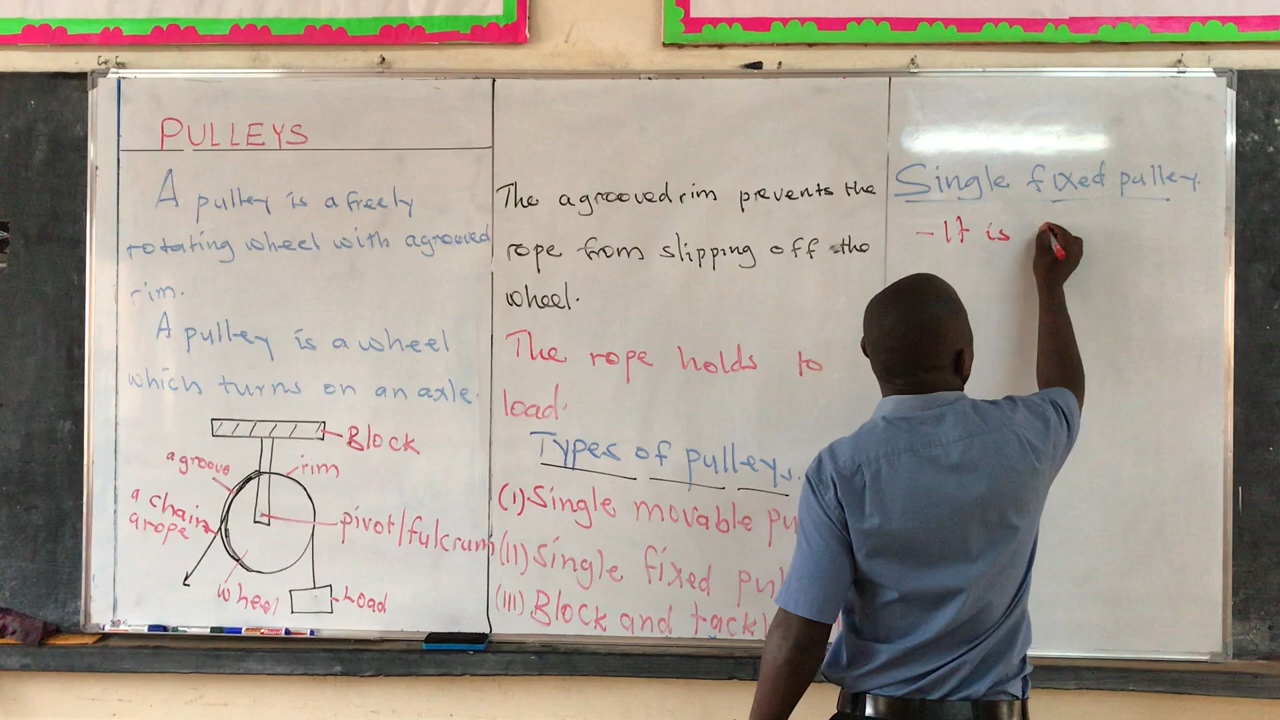 PULLEYS
A pulley is a freely
rotating wheel with agrooved
rim.
A pulley is a wheel
which turns on an axle.
Block
a groove
rim
a chain
arope
pivot/fulcrum
wheel
Load
The agrooved rim prevents the
rope from slipping off the
wheel.
The rope holds to
load.
Types of pulleys.
(I) Single movable
(II) Single fixed
(III) Block and
Single fixed pulley.
- It is